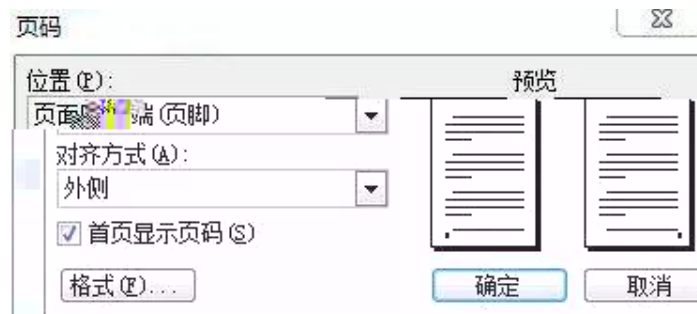 页码
位置(P):
预览
页面 端(页脚)
对齐方式(A):
外侧
首页显示页码(S)
格式(F)...
确定
取消